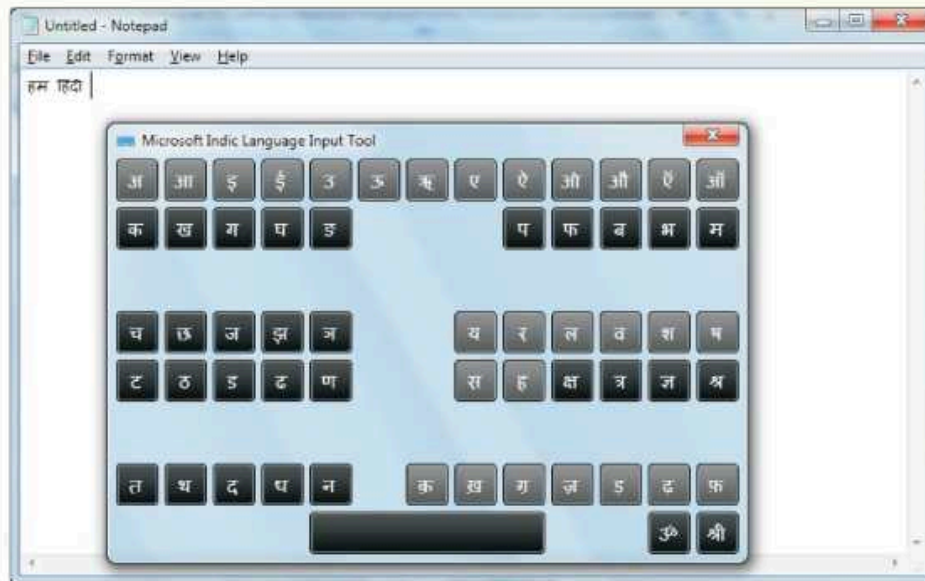 Untitled - Notepad
File Edit Format View Help
हम हिंदी
Microsoft Indic Language Input Tool
अ आ इ ई उ ऊ ऋ ए ऐ ओ औ ऍ ऑ
क ख ग घ ङ प फ ब भ म
च छ ज झ ञ य र ल व श ष
ट ठ ड ढ ण स ह क्ष त्र ज्ञ श्र
त थ द ध न क़ ख़ ग़ ज़ ड़ ढ़ फ़
ॐ श्री